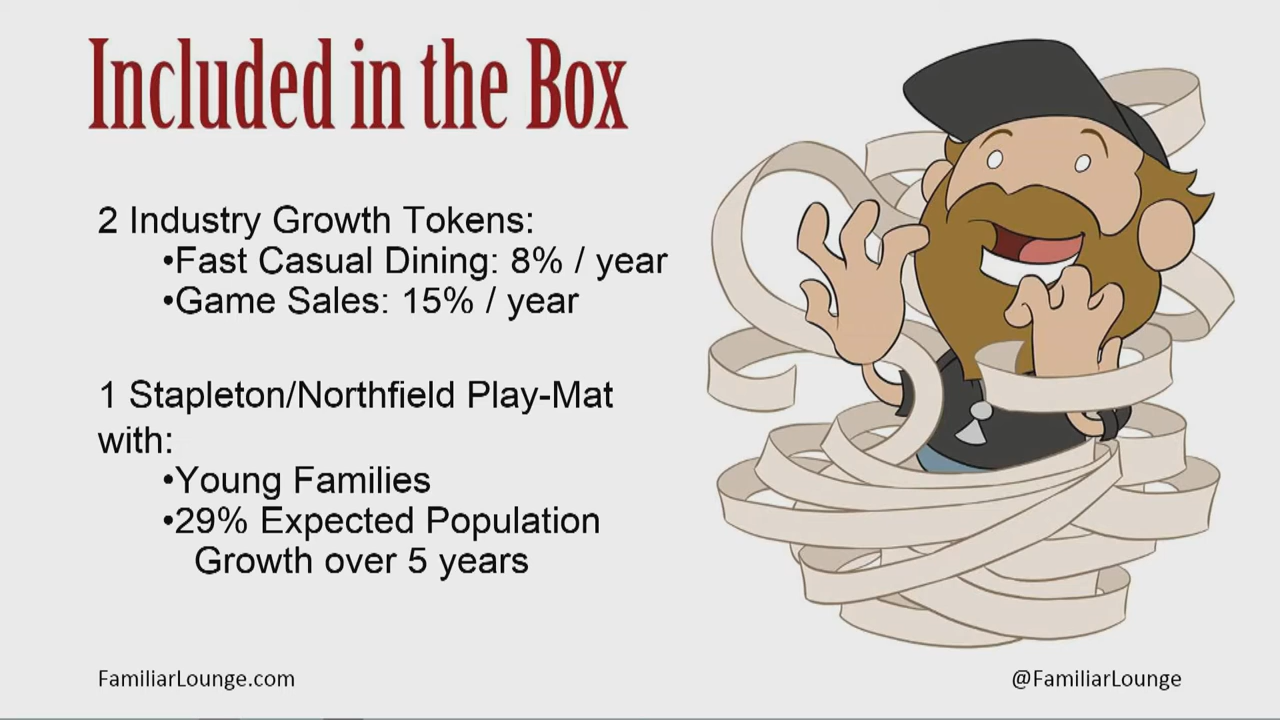 Included in the Box
2 Industry Growth Tokens:
•Fast Casual Dining: 8% / year
•Game Sales: 15% / year
1 Stapleton/Northfield Play-Mat
with:
•Young Families
•29% Expected Population
Growth over 5 years
FamiliarLounge.com
@FamiliarLounge